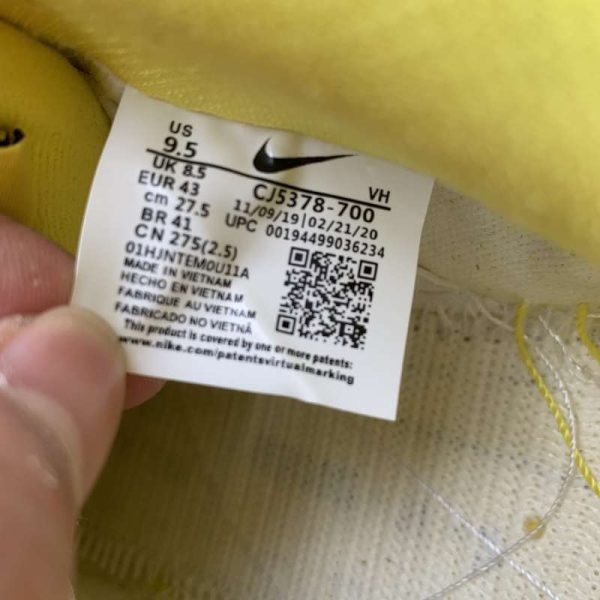 US
9.5
UK 8.5
EUR 43
cm 27.5
BR 41
CN 275(2.5)
VH
CJ5378-700
11/09/19|02/21/20
UPC 00194499036234
01HJNTEM0U11A
MADE IN VIETNAM
HECHO EN VIETNAM
FABRIQUE AU VIETNAM
FABRICADO NO VIETNÃ
This product is covered by one or more patents:
www.nike.com/patentsvirtualmarking